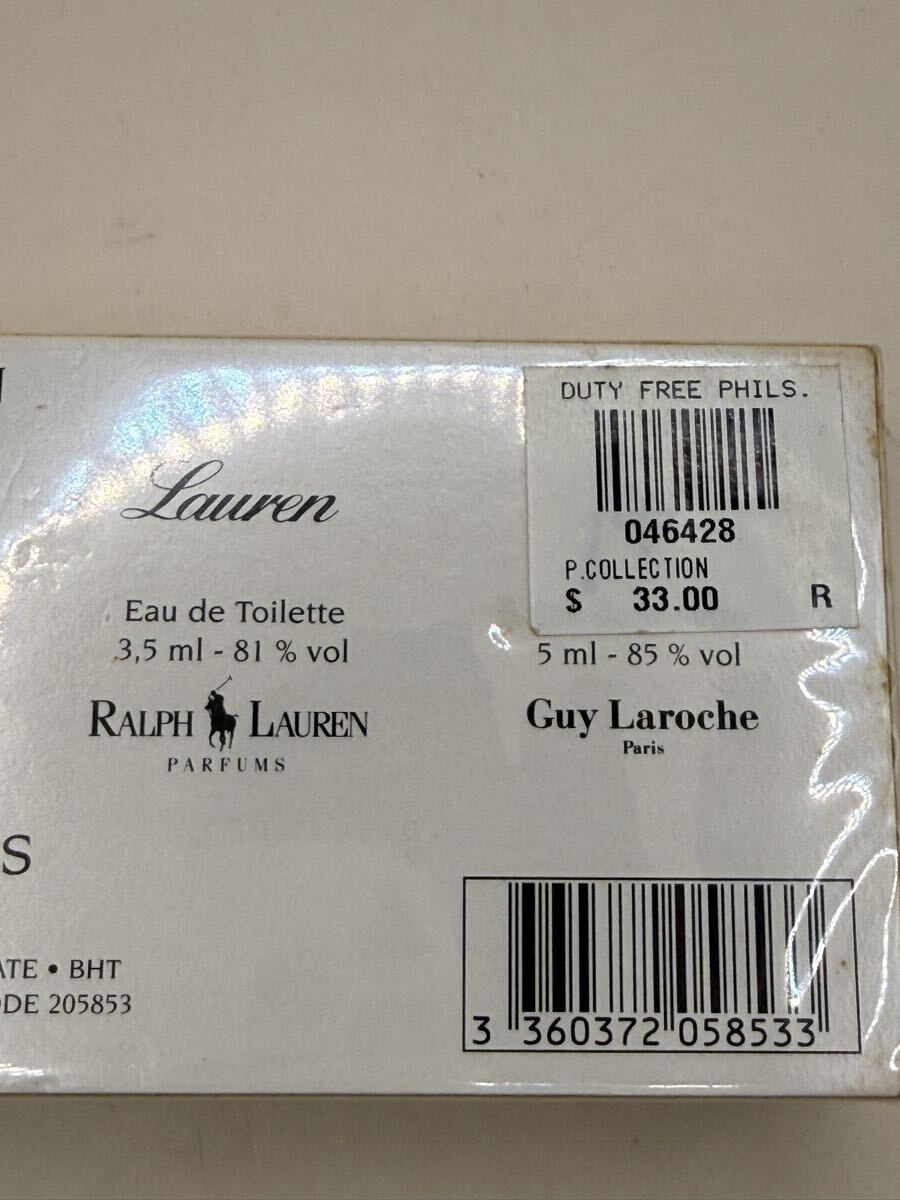 DUTY FREE PHILS.
046428
P.COLLECTION
$ 33.00 R
Lauren
Eau de Toilette
3,5 ml - 81 % vol
RALPH LAUREN
PARFUMS
5 ml - 85 % vol
Guy Laroche
Paris
S
ATE • BHT
ODE 205853
3 360372 058533